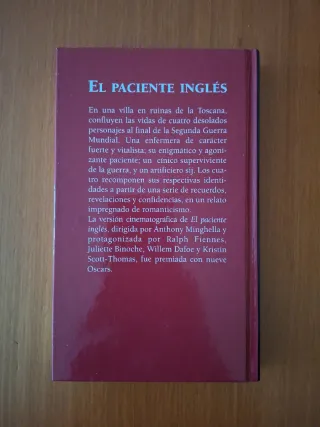 EL PACIENTE INGLÉS
En una villa en ruinas de la Toscana,
confluyen las vidas de cuatro desolados
personajes al final de la Segunda Guerra
Mundial. Una enfermera de carácter
fuerte y vitalista; su enigmático y agoni-
zante paciente; un cínico superviviente
de la guerra, y un artificiero sij. Los cua-
tro recomponen sus respectivas identi-
dades a partir de una serie de recuerdos,
revelaciones y confidencias, en un relato
impregnado de romanticismo.
La versión cinematográfica de El paciente
inglés, dirigida por Anthony Minghella y
protagonizada por Ralph Fiennes,
Juliette Binoche, Willem Dafoe y Kristin
Scott-Thomas, fue premiada con nueve
Oscars.